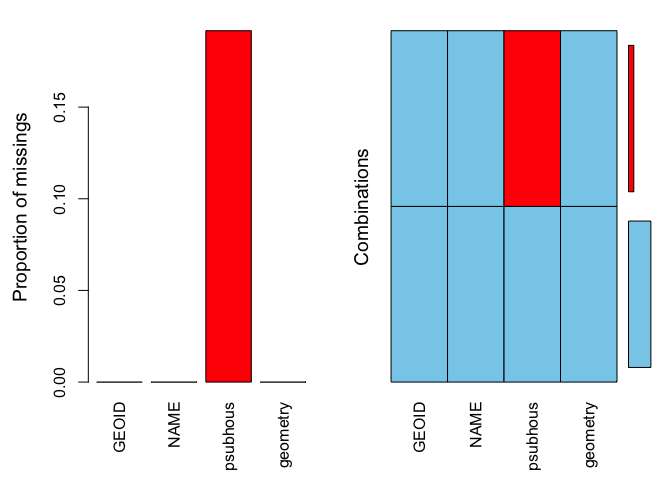 Proportion of missings
0.15
0.10
0.05
0.00
GEOID
NAME
psubhous
geometry
Combinations
GEOID
NAME
psubhous
geometry